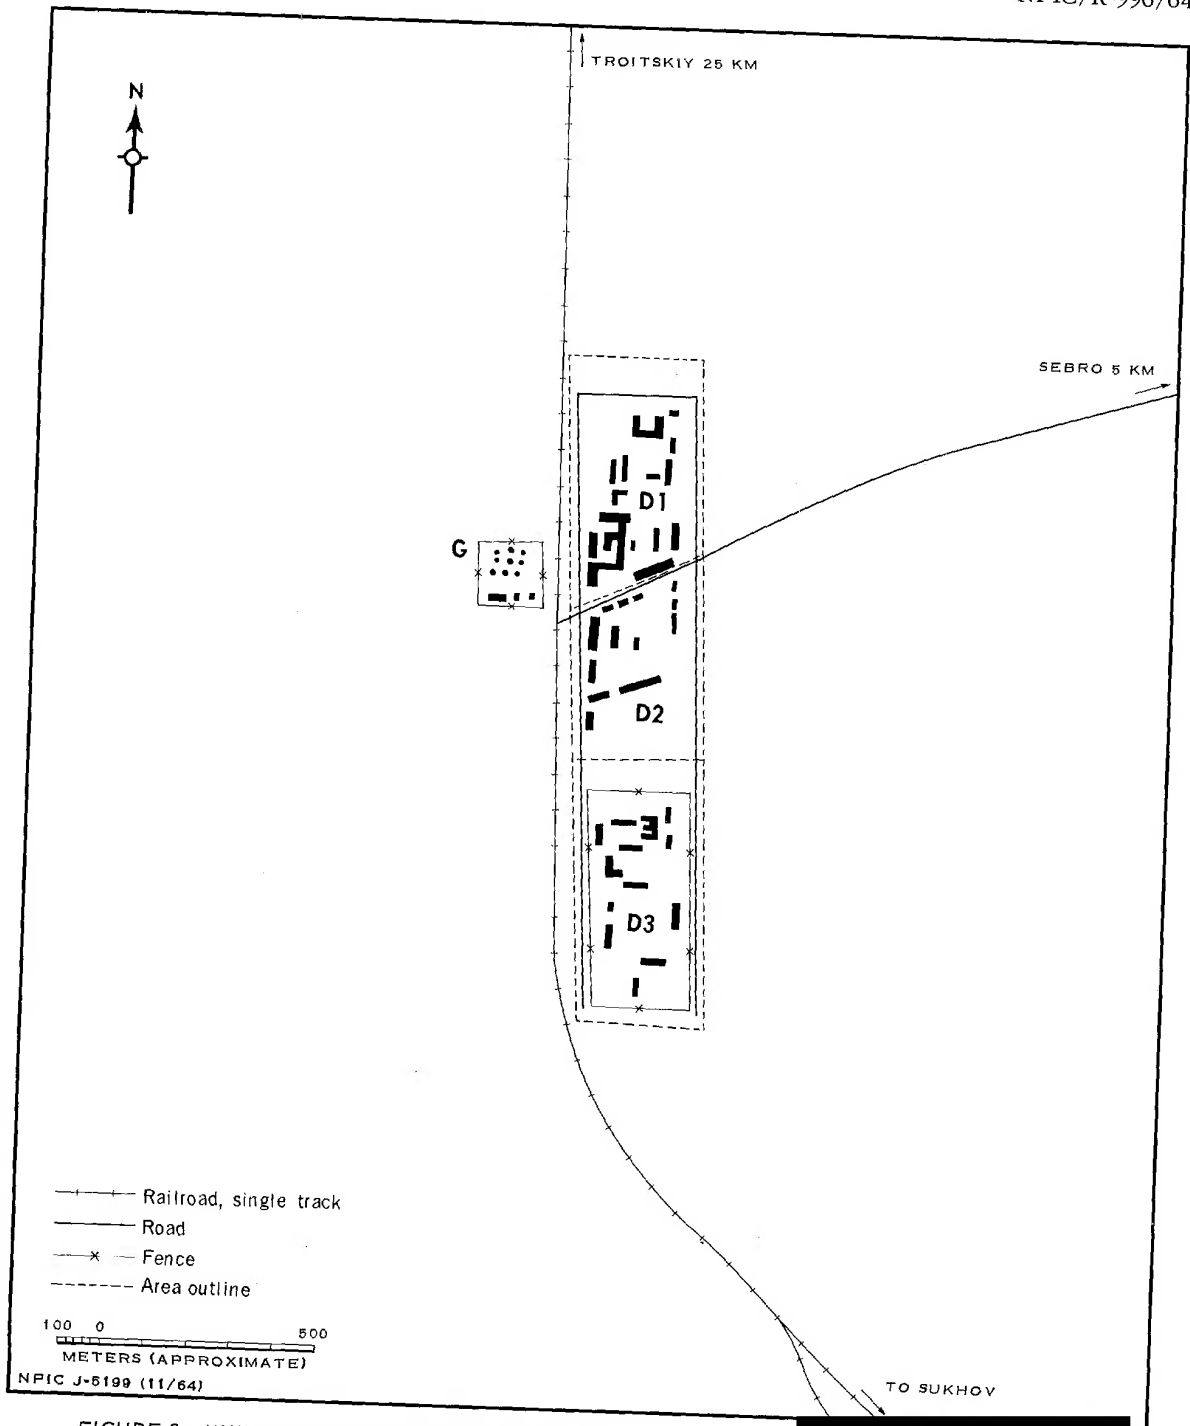 N
TROITSKIY 25 KM
SEBRO 5 KM
D1
G
D2
D3
Railroad, single track
Road
Fence
Area outline
100 0 500
METERS (APPROXIMATE)
NPIC J-5199 (11/64)
TO SUKHOV